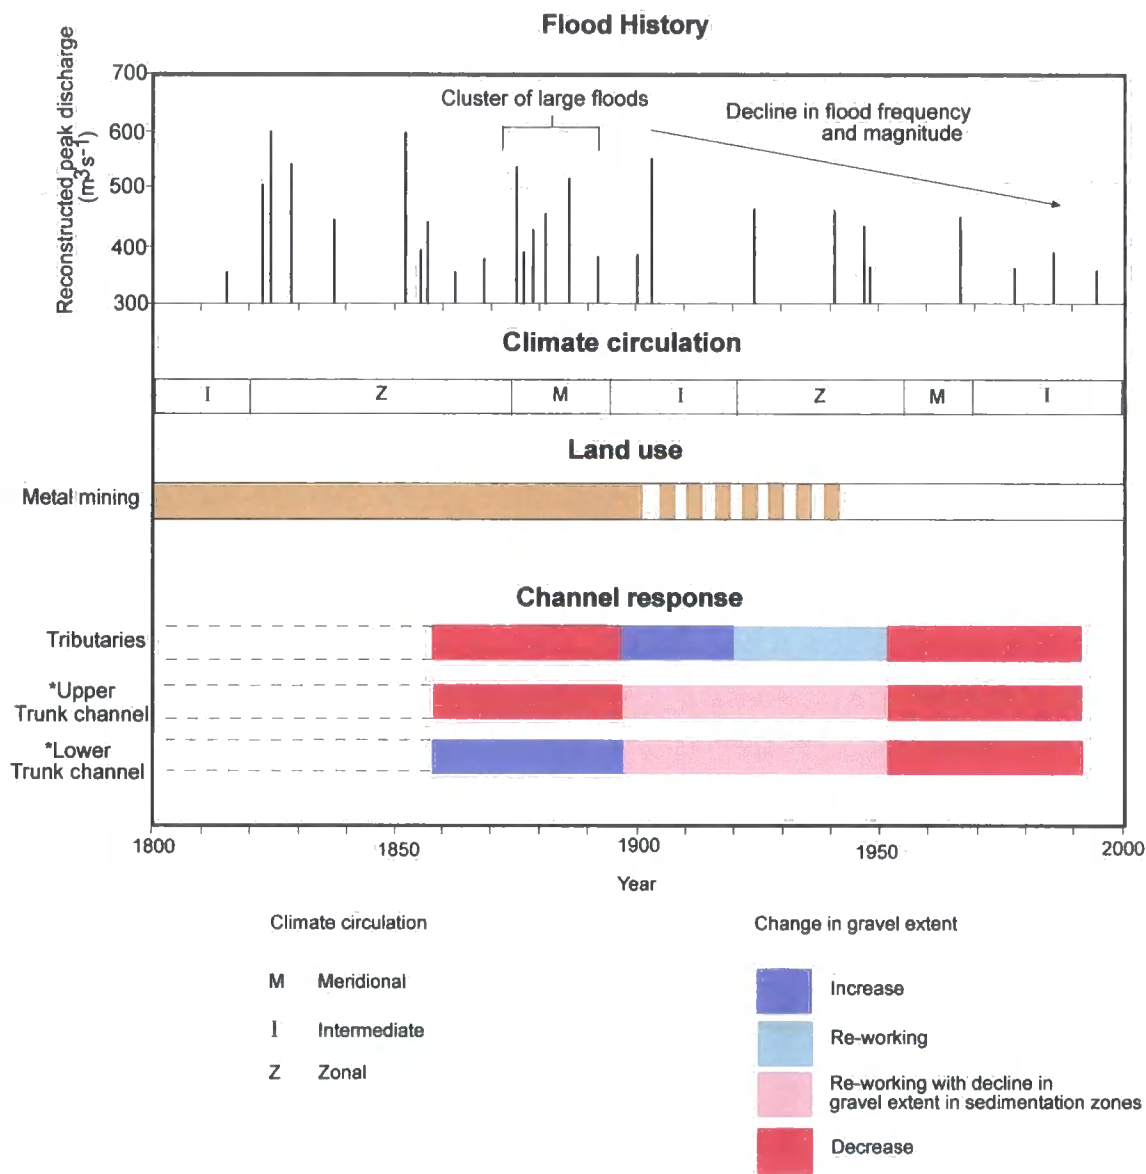 Flood History
Reconstructed peak discharge
(m³s⁻¹)
700
600
500
400
300
Cluster of large floods
Decline in flood frequency
and magnitude
Climate circulation
I
Z
M
I
Z
M
I
Land use
Metal mining
Channel response
Tributaries
*Upper
Trunk channel
*Lower
Trunk channel
1800
1850
1900
1950
2000
Year
Climate circulation
M Meridional
I Intermediate
Z Zonal
Change in gravel extent
Increase
Re-working
Re-working with decline in
gravel extent in sedimentation zones
Decrease